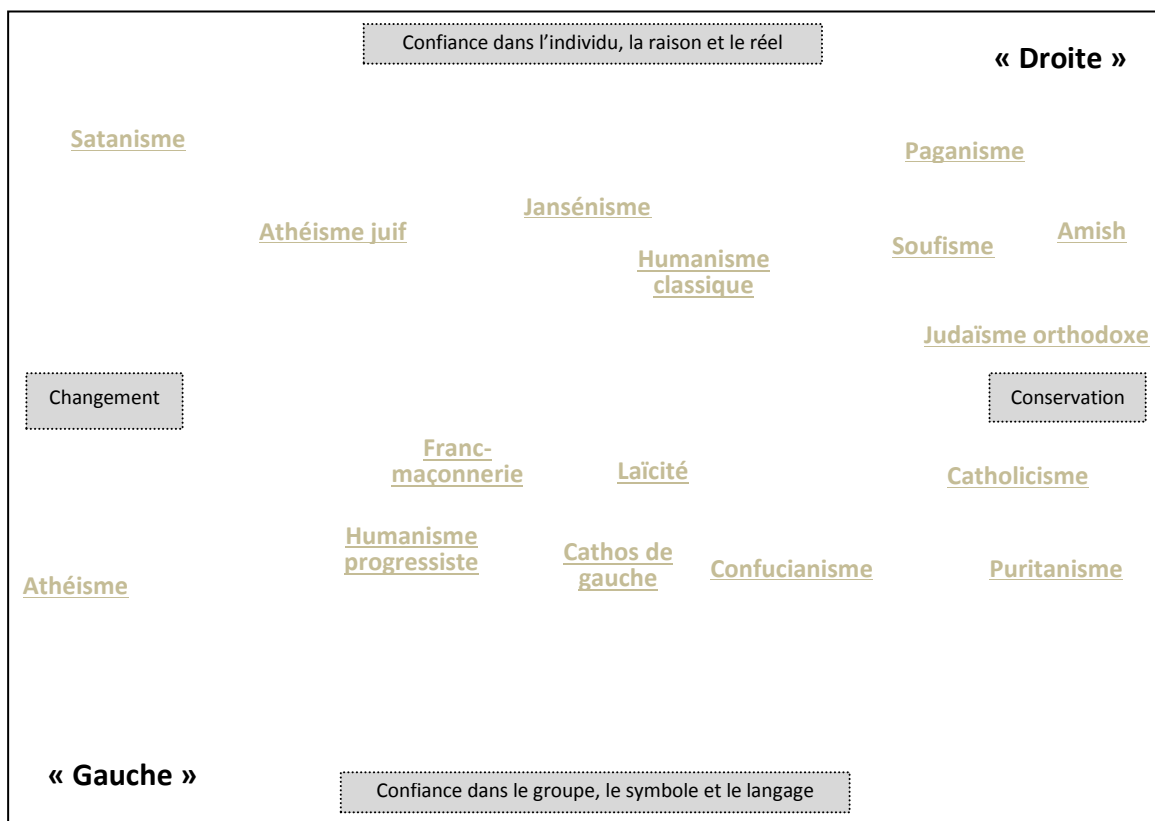 Confiance dans l’individu, la raison et le réel
« Droite »
Satanisme
Paganisme
Jansénisme
Athéisme juif
Soufisme
Amish
Humanisme
classique
Judaïsme orthodoxe
Changement
Conservation
Franc-
maçonnerie
Laïcité
Catholicisme
Humanisme
progressiste
Cathos de
gauche
Confucianisme
Puritanisme
Athéisme
« Gauche »
Confiance dans le groupe, le symbole et le langage